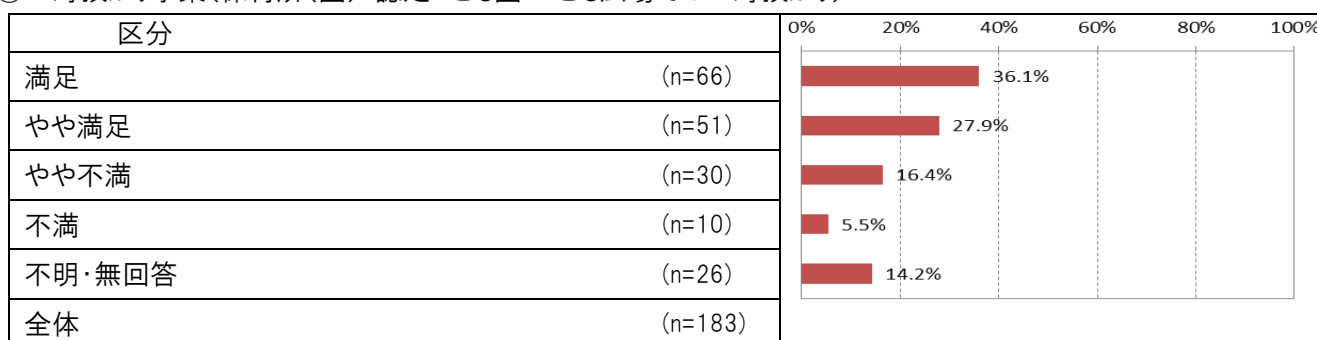 区分
0% 20% 40% 60% 80% 100%
満足 (n=66) 36.1%
やや満足 (n=51) 27.9%
やや不満 (n=30) 16.4%
不満 (n=10) 5.5%
不明・無回答 (n=26) 14.2%
全体 (n=183)